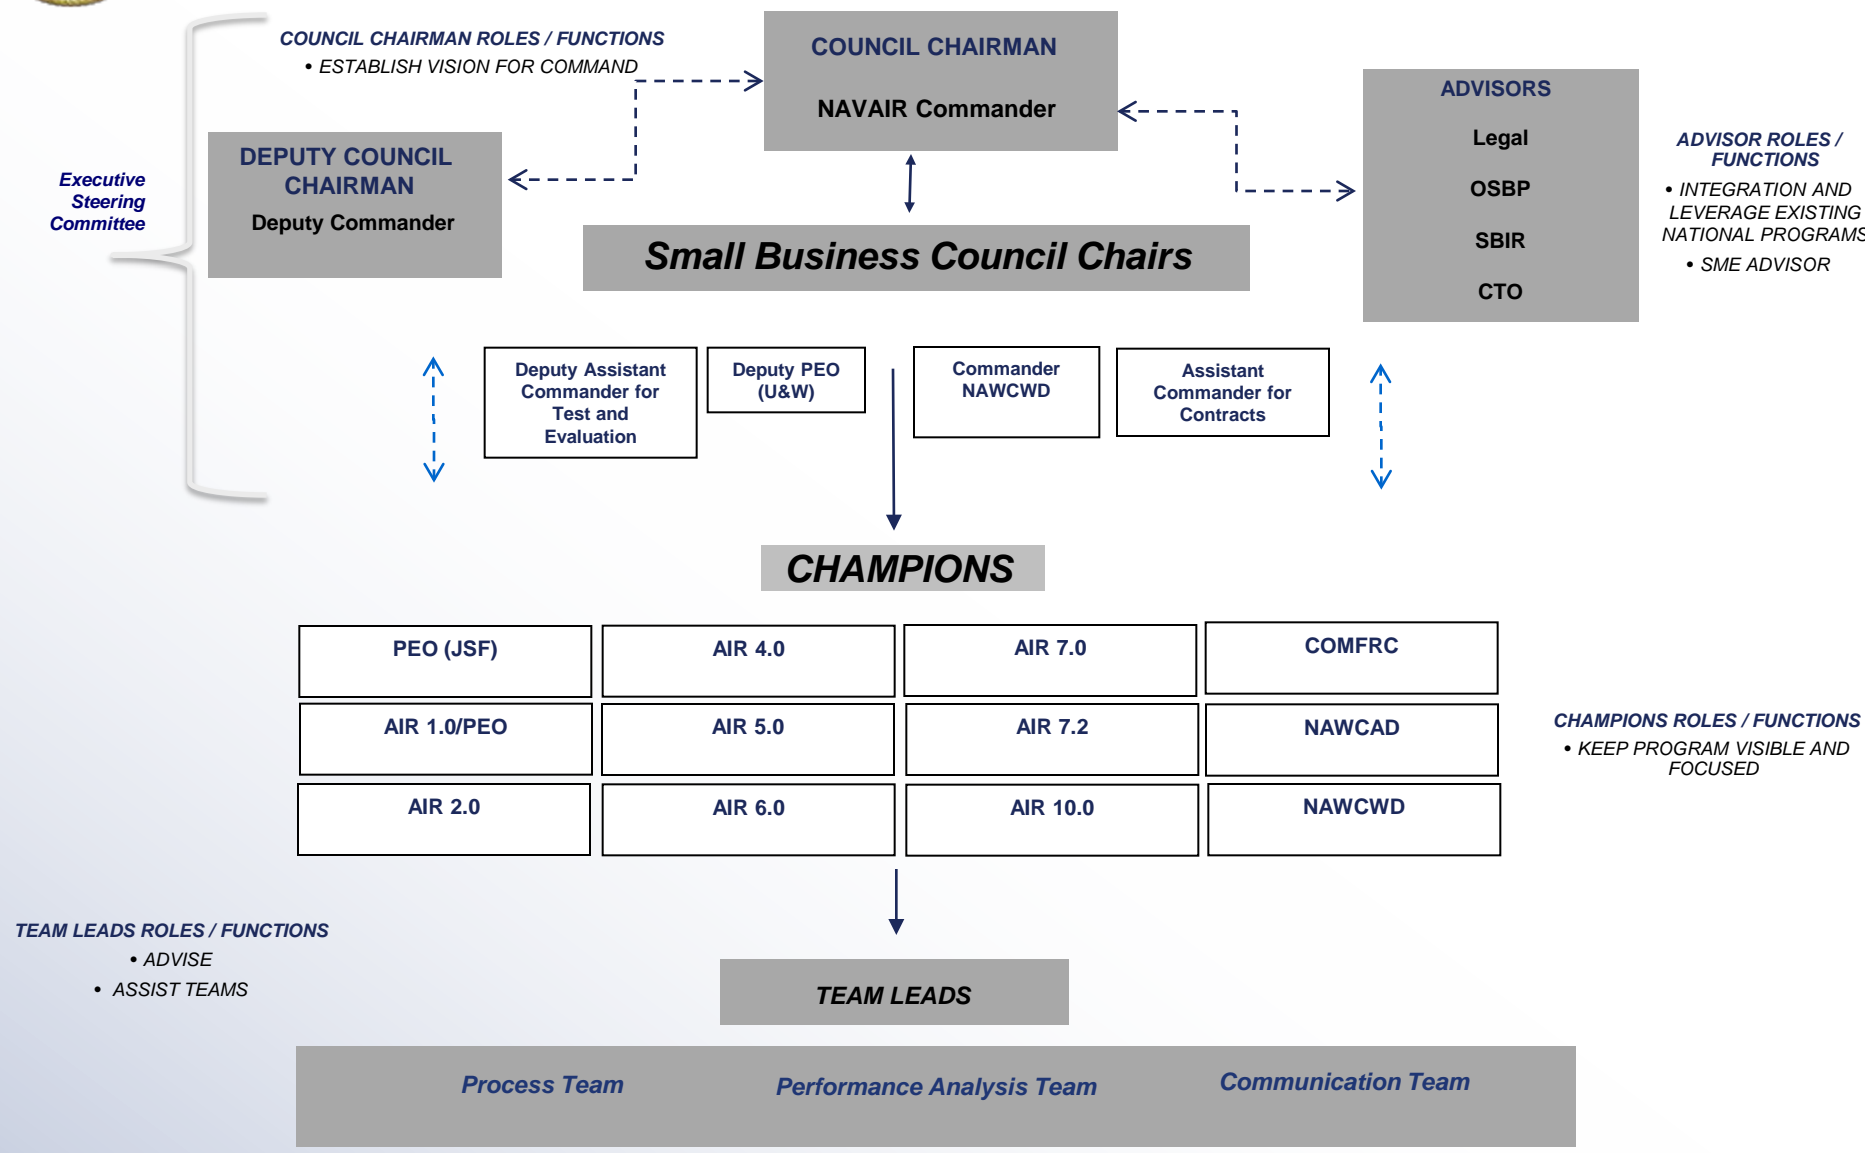 COUNCIL CHAIRMAN ROLES / FUNCTIONS
• ESTABLISH VISION FOR COMMAND
COUNCIL CHAIRMAN
NAVAIR Commander
ADVISORS
Legal
OSBP
SBIR
CTO
ADVISOR ROLES /
FUNCTIONS
• INTEGRATION AND
LEVERAGE EXISTING
NATIONAL PROGRAMS
• SME ADVISOR
Executive
Steering
Committee
DEPUTY COUNCIL
CHAIRMAN
Deputy Commander
Small Business Council Chairs
Deputy Assistant
Commander for
Test and
Evaluation
Deputy PEO
(U&W)
Commander
NAWCWD
Assistant
Commander for
Contracts
CHAMPIONS
PEO (JSF)
AIR 4.0
AIR 7.0
COMFRC
AIR 1.0/PEO
AIR 5.0
AIR 7.2
NAWCAD
AIR 2.0
AIR 6.0
AIR 10.0
NAWCWD
CHAMPIONS ROLES / FUNCTIONS
• KEEP PROGRAM VISIBLE AND
FOCUSED
TEAM LEADS ROLES / FUNCTIONS
• ADVISE
• ASSIST TEAMS
TEAM LEADS
Process Team
Performance Analysis Team
Communication Team